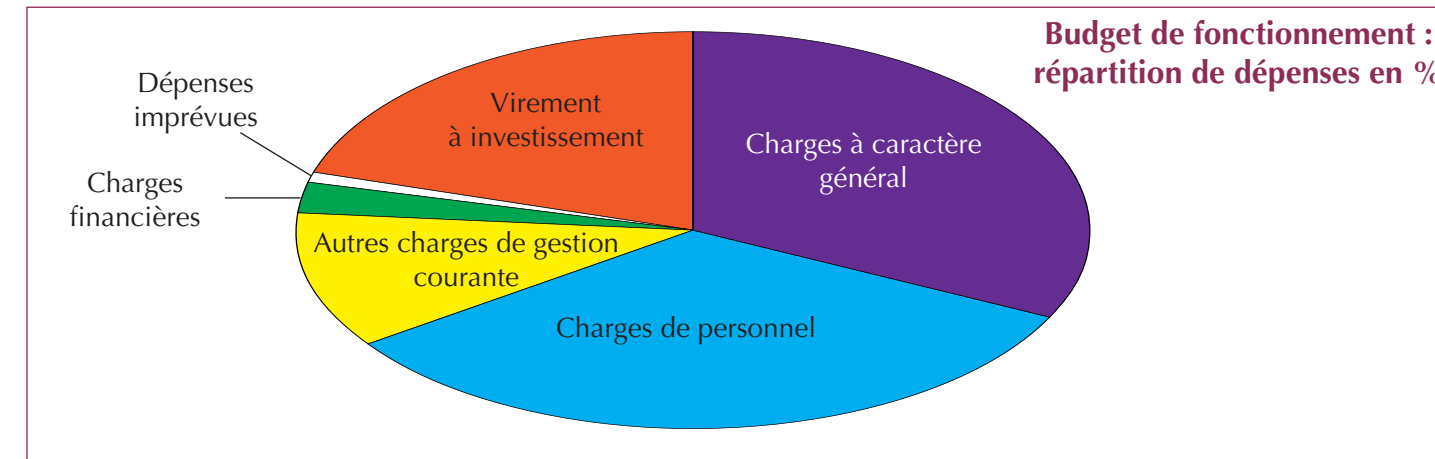 Budget de fonctionnement :
répartition de dépenses en %
Dépenses
imprévues
Virement
à investissement
Charges à caractère
général
Charges
financières
Autres charges de gestion
courante
Charges de personnel